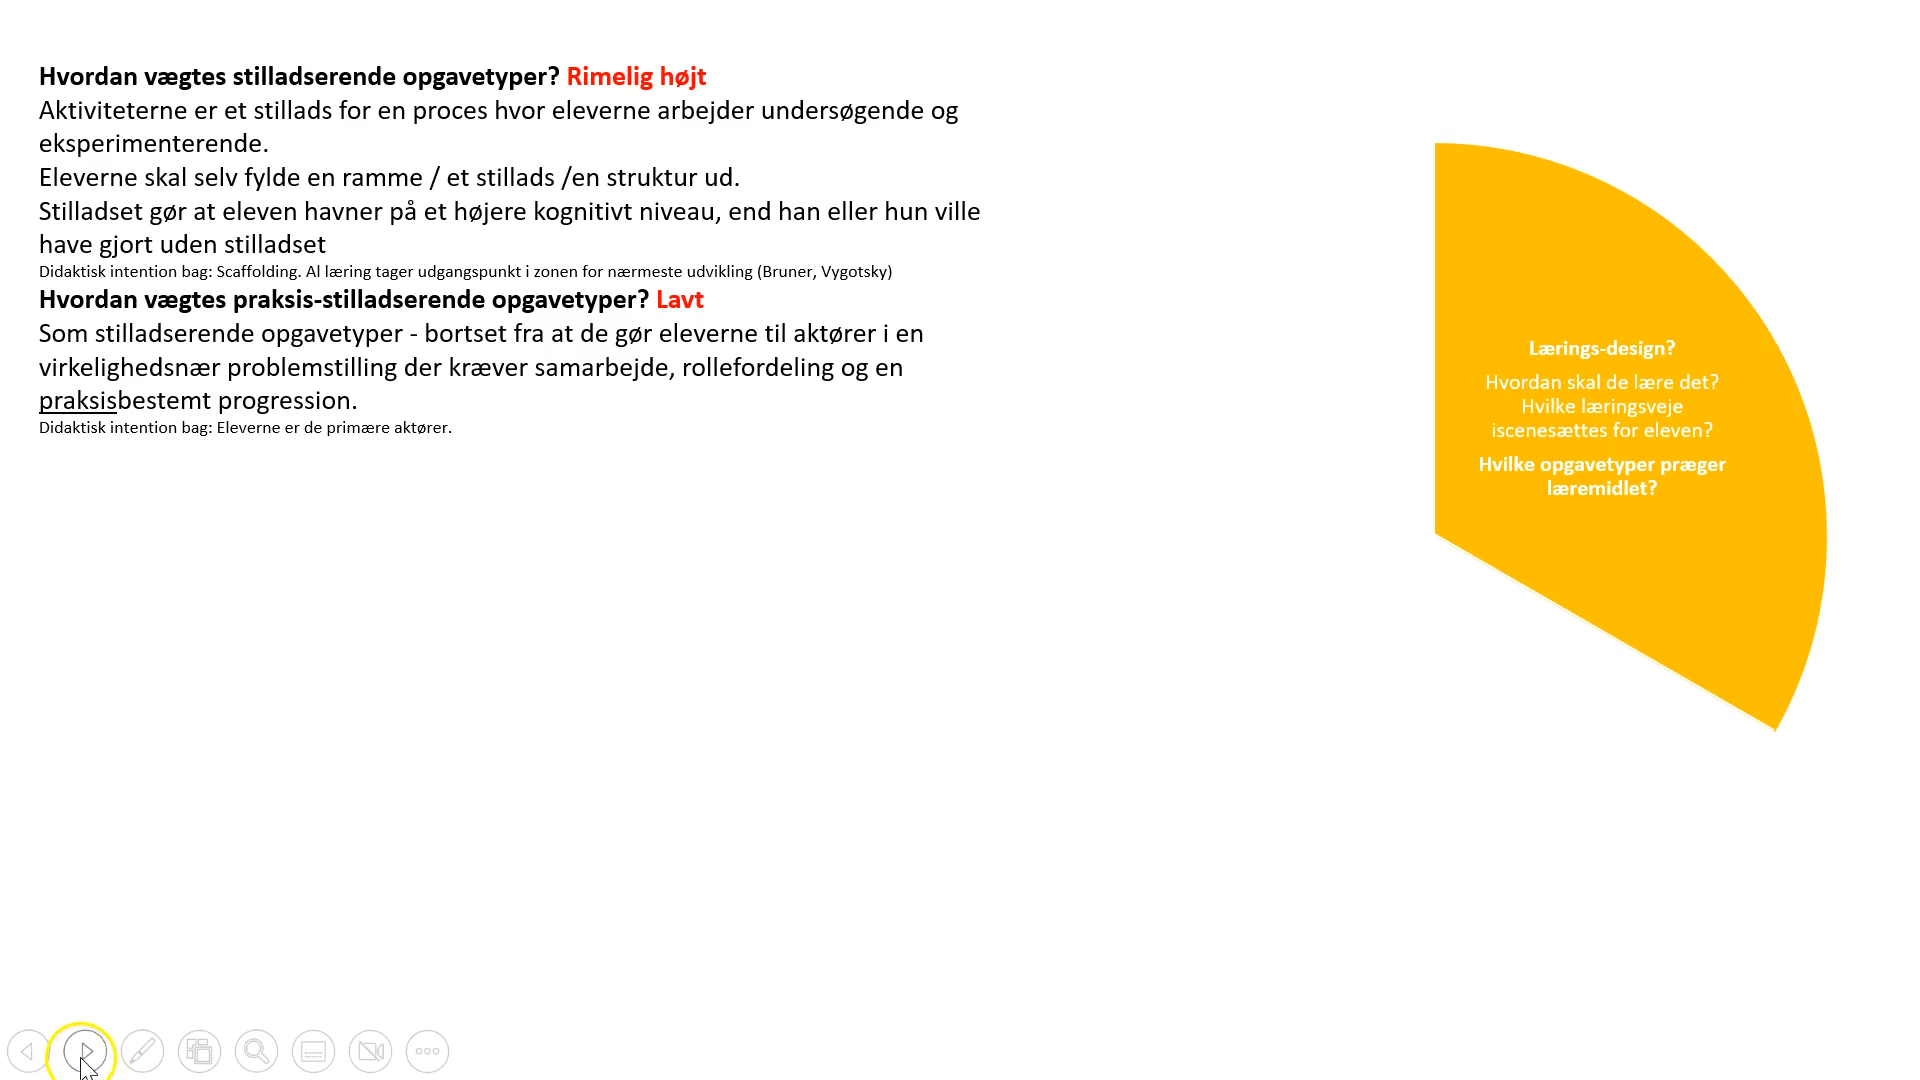 Hvordan vægtes stilladserende opgavetyper? Rimelig højt
Aktiviteterne er et stillads for en proces hvor eleverne arbejder undersøgende og
eksperimenterende.
Eleverne skal selv fylde en ramme / et stillads /en struktur ud.
Stilladset gør at eleven havner på et højere kognitivt niveau, end han eller hun ville
have gjort uden stilladset
Didaktisk intention bag: Scaffolding. Al læring tager udgangspunkt i zonen for nærmeste udvikling (Bruner, Vygotsky)
Hvordan vægtes praksis-stilladserende opgavetyper? Lavt
Som stilladserende opgavetyper - bortset fra at de gør eleverne til aktører i en
virkelighedsnær problemstilling der kræver samarbejde, rollefordeling og en
praksisbestemt progression.
Didaktisk intention bag: Eleverne er de primære aktører.
Lærings-design?
Hvordan skal de lære det?
Hvilke læringsveje
iscenesættes for eleven?
Hvilke opgavetyper præger
læremidlet?